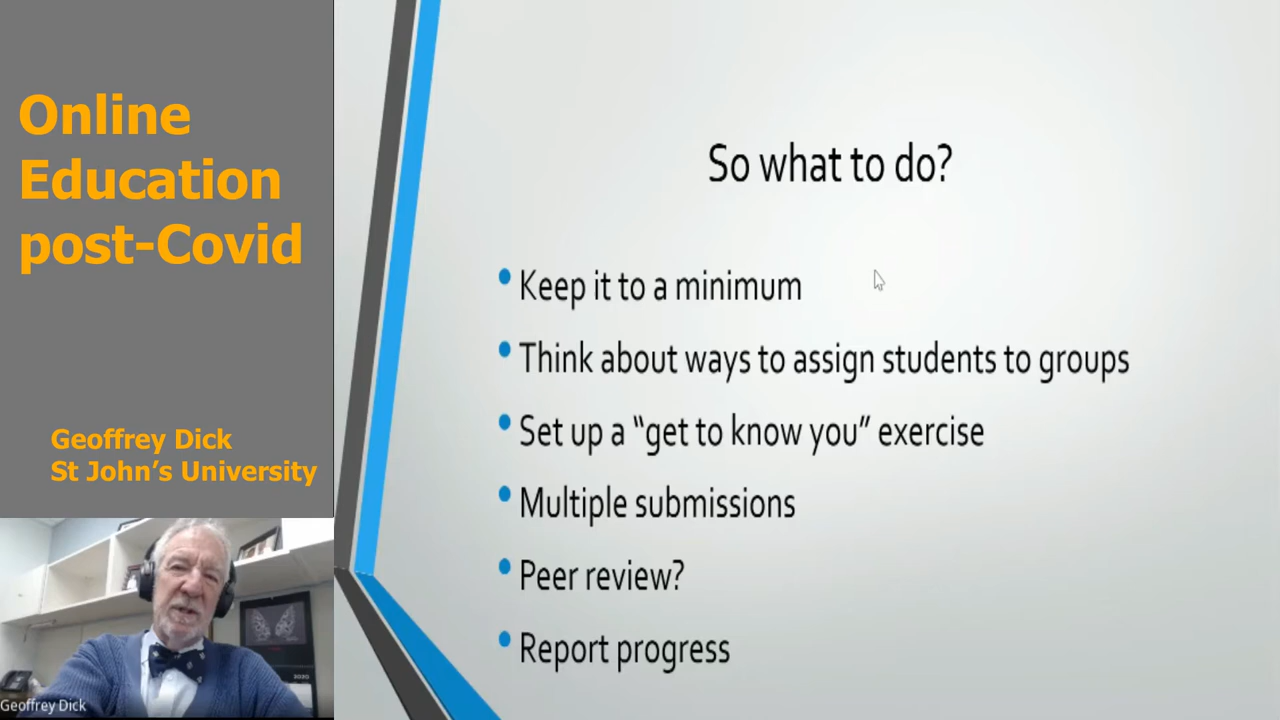 Online
Education
post-Covid
Geoffrey Dick
St John's University
Geoffrey Dick
So what to do?
• Keep it to a minimum
• Think about ways to assign students to groups
• Set up a “get to know you” exercise
• Multiple submissions
• Peer review?
• Report progress